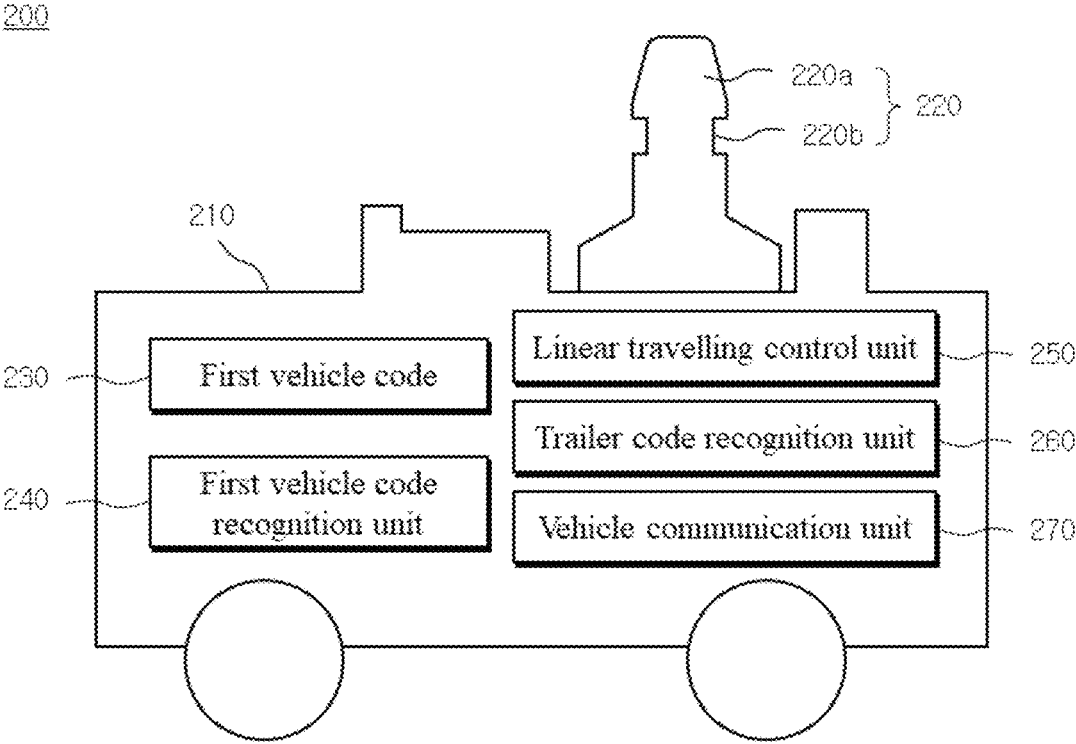 200
220a
220
220b
210
Linear travelling control unit
250
230
First vehicle code
Trailer code recognition unit
260
240
First vehicle code
recognition unit
Vehicle communication unit
270